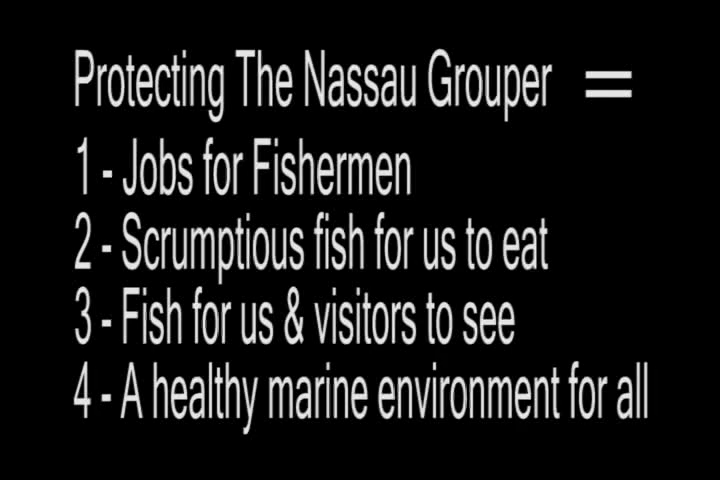 Protecting The Nassau Grouper =
1 - Jobs for Fishermen
2 - Scrumptious fish for us to eat
3 - Fish for us & visitors to see
4 - A healthy marine environment for all